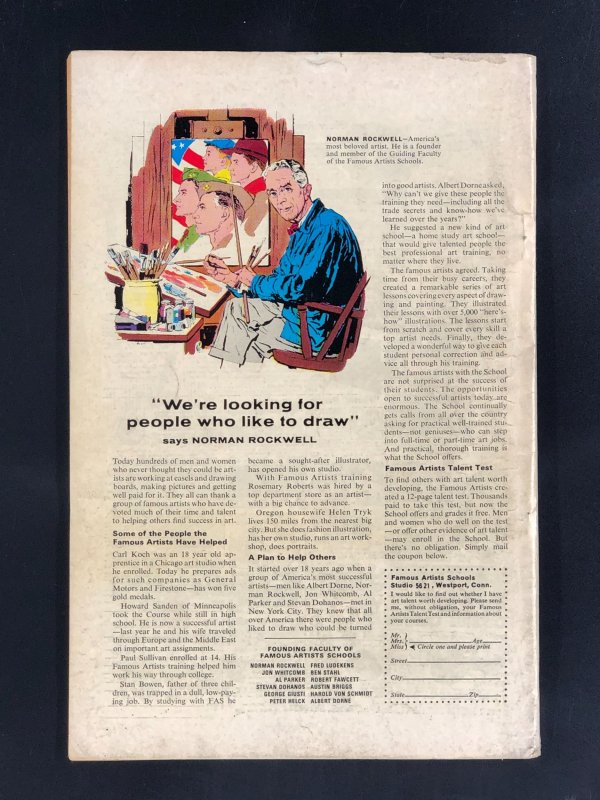 NORMAN ROCKWELL—America's
most beloved artist. He is a founder
and member of the Guiding Faculty
of the Famous Artists Schools.
"We're looking for
people who like to draw"
says NORMAN ROCKWELL
Today hundreds of men and women
who never thought they could be art-
ists are working at easels and drawing
boards, making pictures and getting
well paid for it. They all can thank a
group of famous artists who have de-
voted much of their time and talent
to helping others find success in art.
Some of the People the
Famous Artists Have Helped
Carl Koch was an 18 year old ap-
prentice in a Chicago art studio when
he enrolled. Today he prepares ads
for such companies as General
Motors and Firestone—has won five
gold medals.
Howard Sanden of Minneapolis
took the Course while still in high
school. He is now a successful artist
—last year he and his wife traveled
through Europe and the Middle East
on important art assignments.
Paul Sullivan enrolled at 14. His
Famous Artists training helped him
work his way through college.
Stan Bowen, father of three chil-
dren, was trapped in a dull, low-pay-
ing job. By studying with FAS he
became a sought-after illustrator,
has opened his own studio.
With Famous Artists training
Rosemary Roberts was hired by a
top department store as an artist—
with a big chance to advance.
Oregon housewife Helen Tryk
lives 150 miles from the nearest big
city. But she does fashion illustration,
has her own studio, runs an art work-
shop, does portraits.
A Plan to Help Others
It started over 18 years ago when a
group of America's most successful
artists—men like Albert Dorne, Nor-
man Rockwell, Jon Whitcomb, Al
Parker and Stevan Dohanos—met in
New York City. They knew that all
over America there were people who
liked to draw who could be turned
into good artists. Albert Dorne asked,
"Why can't we give these people the
training they need—including all the
trade secrets and know-how we've
learned over the years?"
He suggested a new kind of art
school—a home study art school—
that would give talented people the
best professional art training, no
matter where they live.
The famous artists agreed. Taking
time from their busy careers, they
created a remarkable series of art
lessons covering every aspect of draw-
ing and painting. They illustrated
their lessons with over 5,000 "here's-
how" illustrations. The lessons start
from scratch and cover every skill a
top artist needs. Finally, they de-
veloped a wonderful way to give each
student personal correction and ad-
vice all through his training.
The famous artists with the School
are not surprised at the success of
their students. The opportunities
open to successful artists today are
enormous. The School continually
gets calls from all over the country
asking for practical well-trained stu-
dents—not geniuses—who can step
into full-time or part-time art jobs.
And practical, thorough training is
what the School offers.
Famous Artists Talent Test
To find others with art talent worth
developing, the Famous Artists cre-
ated a 12-page talent test. Thousands
paid to take this test, but now the
School offers and grades it free. Men
and women who do well on the test
—or offer other evidence of art talent
—may enroll in the School. But
there's no obligation. Simply mail
the coupon below.
FOUNDING FACULTY OF
FAMOUS ARTISTS SCHOOLS
NORMAN ROCKWELL FRED LUDEKENS
JON WHITCOMB BEN STAHL
AL PARKER ROBERT FAWCETT
STEVAN DOHANOS AUSTIN BRIGGS
GEORGE GIUSTI HAROLD VON SCHMIDT
PETER HELCK ALBERT DORNE
Famous Artists Schools
Studio 5621, Westport, Conn.
I would like to find out whether I have
art talent worth developing. Please send
me, without obligation, your Famous
Artists Talent Test and information about
your courses.
Mr.
Mrs. Age
Miss Circle one and please print
Street
City
State Zip